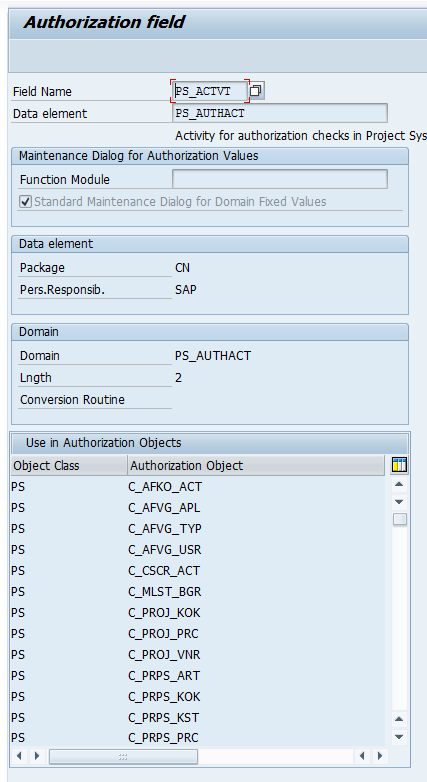 Authorization field
Field Name PS_ACTVT
Data element PS_AUTHACT
Activity for authorization checks in Project Sys
Maintenance Dialog for Authorization Values
Function Module
Standard Maintenance Dialog for Domain Fixed Values
Data element
Package CN
Pers.Responsib. SAP
Domain
Domain PS_AUTHACT
Lngth 2
Conversion Routine
Use in Authorization Objects
Object Class Authorization Object
PS C_AFKO_ACT
PS C_AFVG_APL
PS C_AFVG_TYP
PS C_AFVG_USR
PS C_CSCR_ACT
PS C_MLST_BGR
PS C_PROJ_KOK
PS C_PROJ_PRC
PS C_PROJ_VNR
PS C_PRPS_ART
PS C_PRPS_KOK
PS C_PRPS_KST
PS C_PRPS_PRC